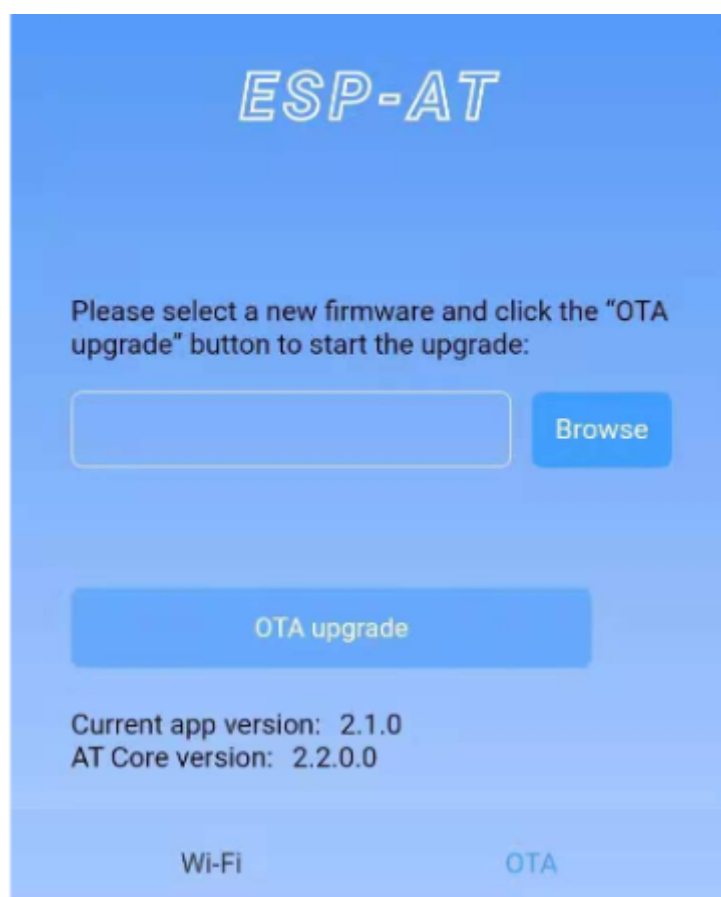 ESP-AT
Please select a new firmware and click the “OTA
upgrade” button to start the upgrade:
Browse
OTA upgrade
Current app version: 2.1.0
AT Core version: 2.2.0.0
Wi-Fi OTA